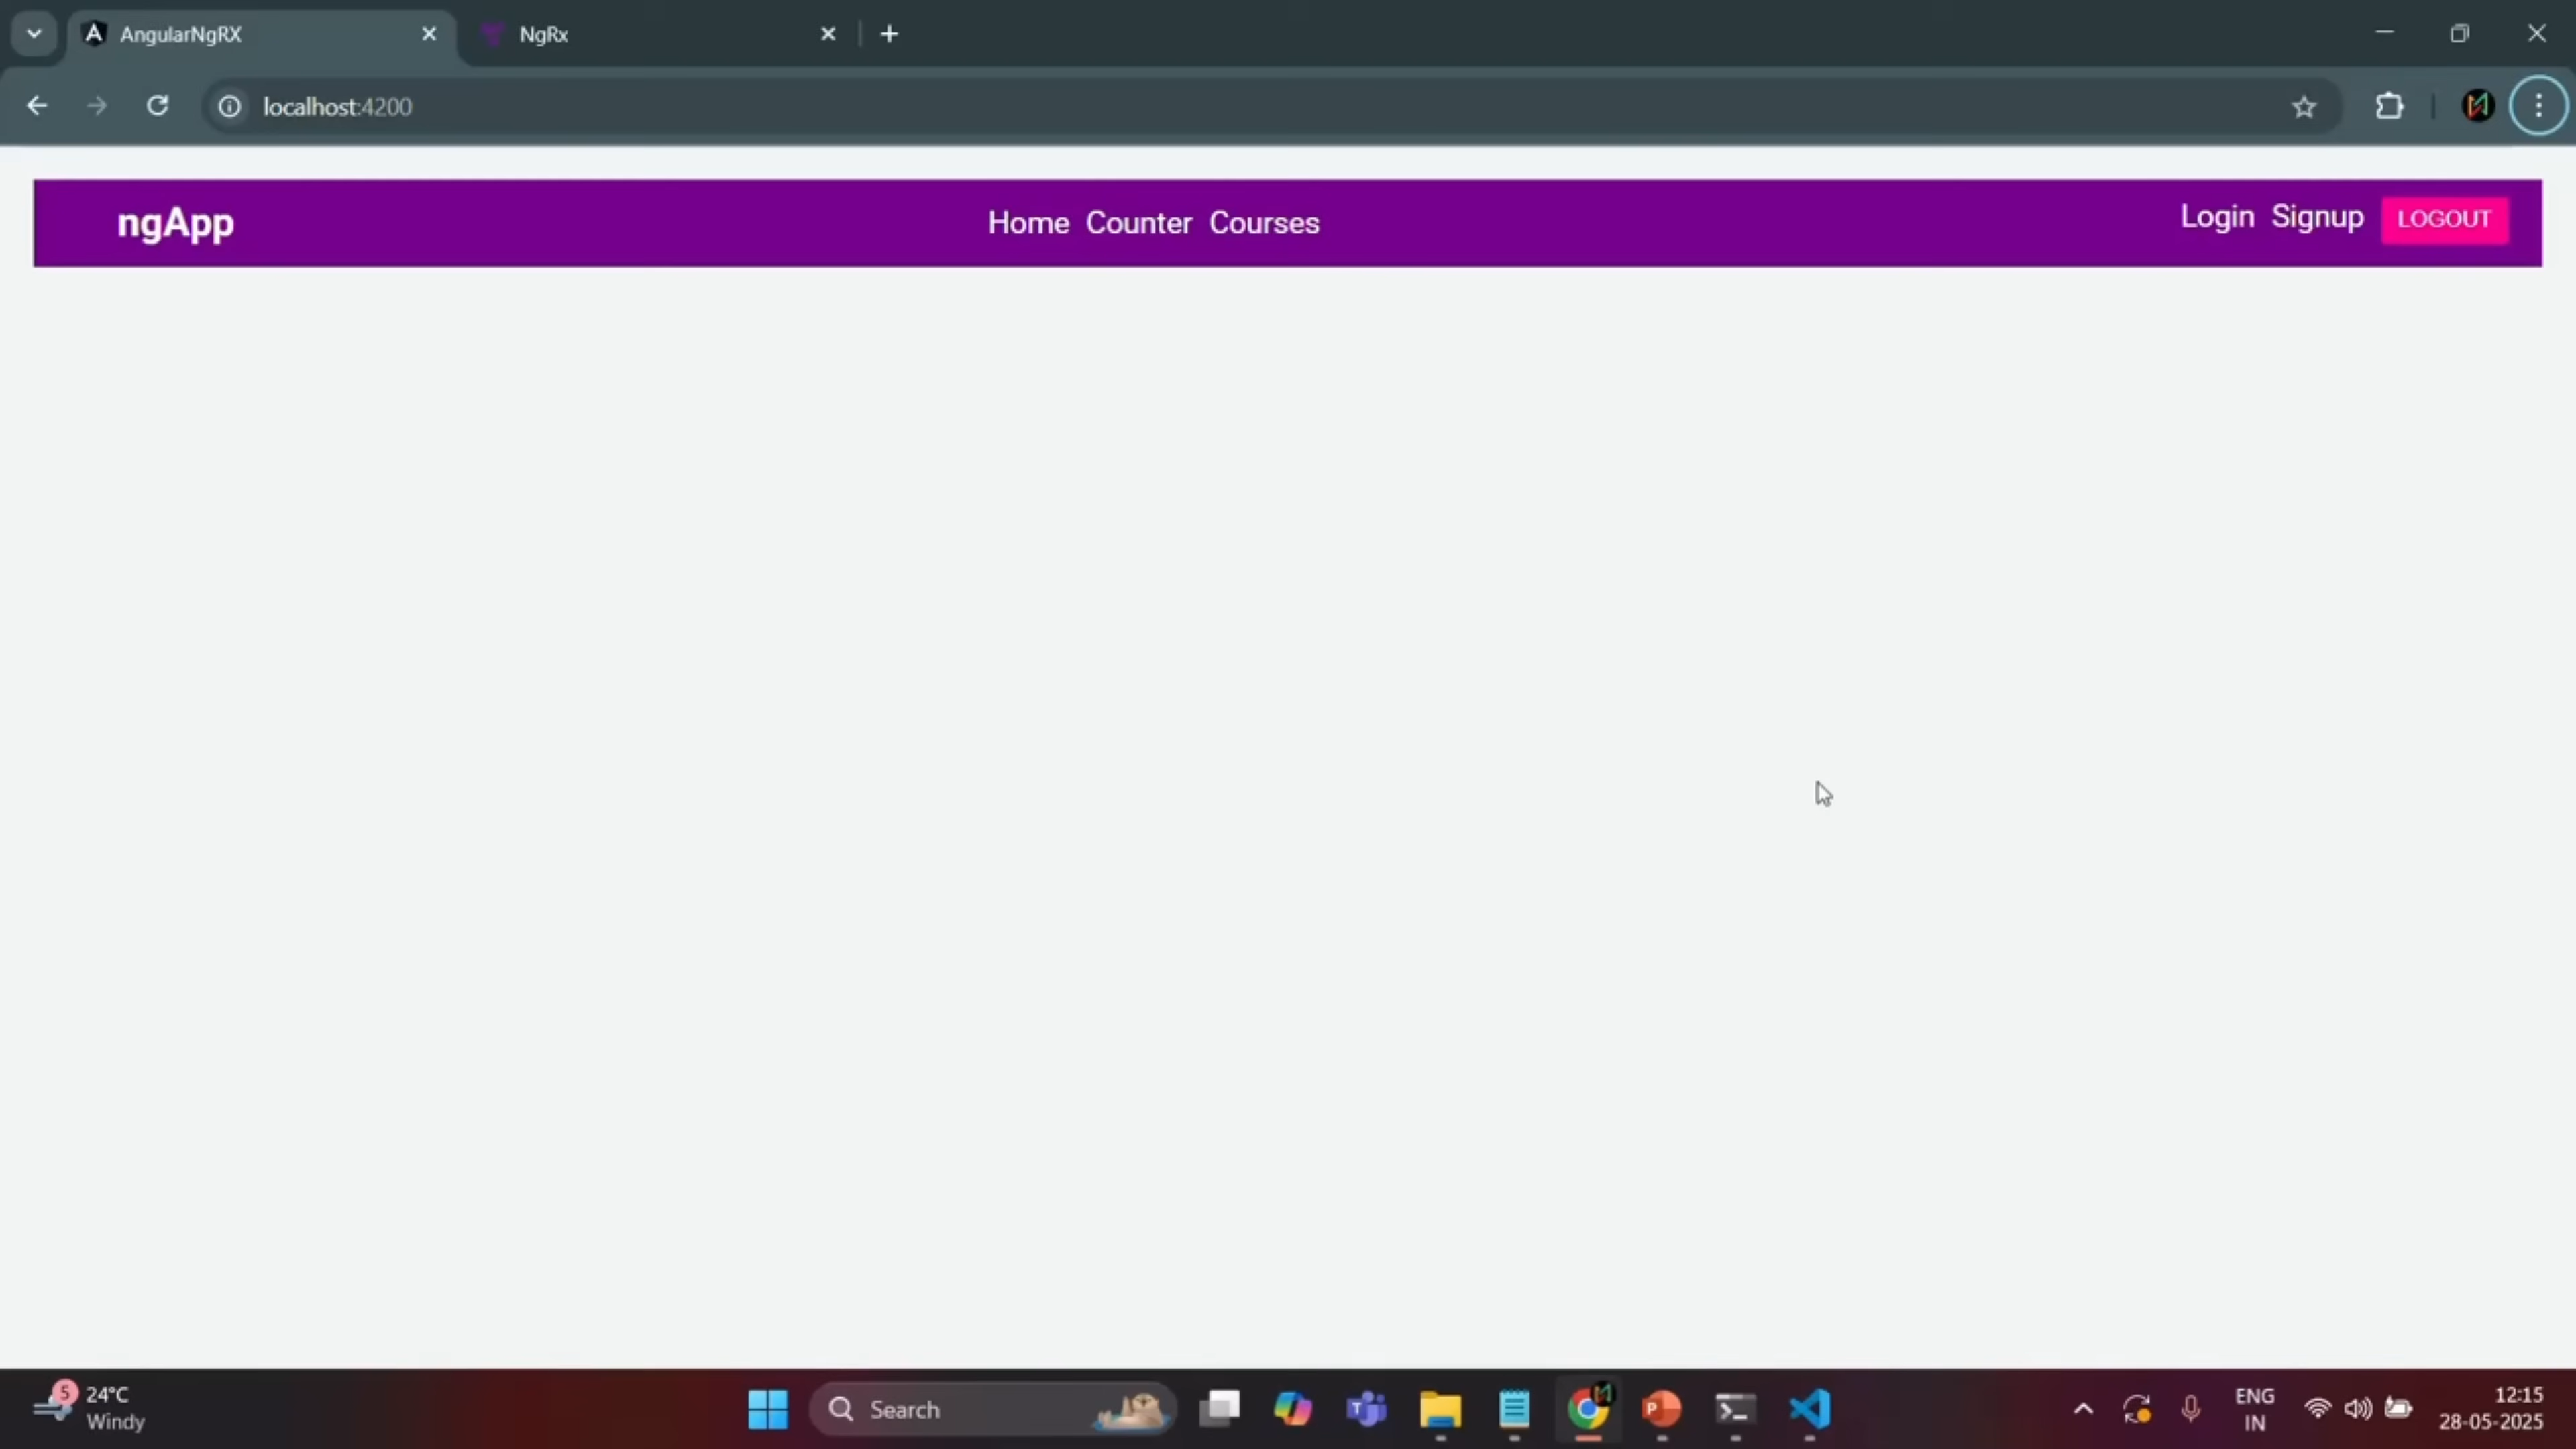 AngularNgRX
NgRx
localhost:4200
ngApp
Home Counter Courses
Login Signup LOGOUT
5
24°C
Windy
Search
ENG
IN
12:15
28-05-2025